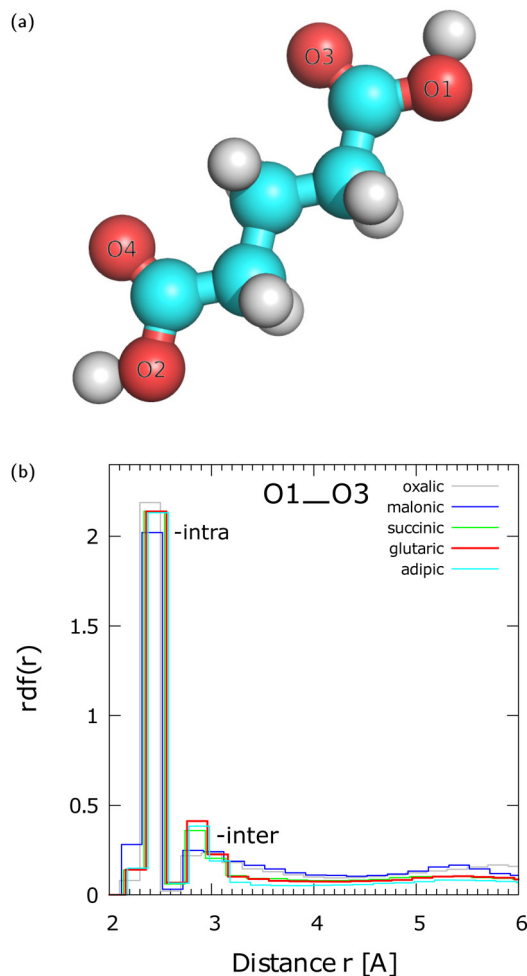 (a)
O3
O1
O4
O2
(b)
O1__O3
oxalic
malonic
succinic
glutaric
adipic
-intra
-inter
rdf(r)
2
1.5
1
0.5
0
2 3 4 5 6
Distance r [A]